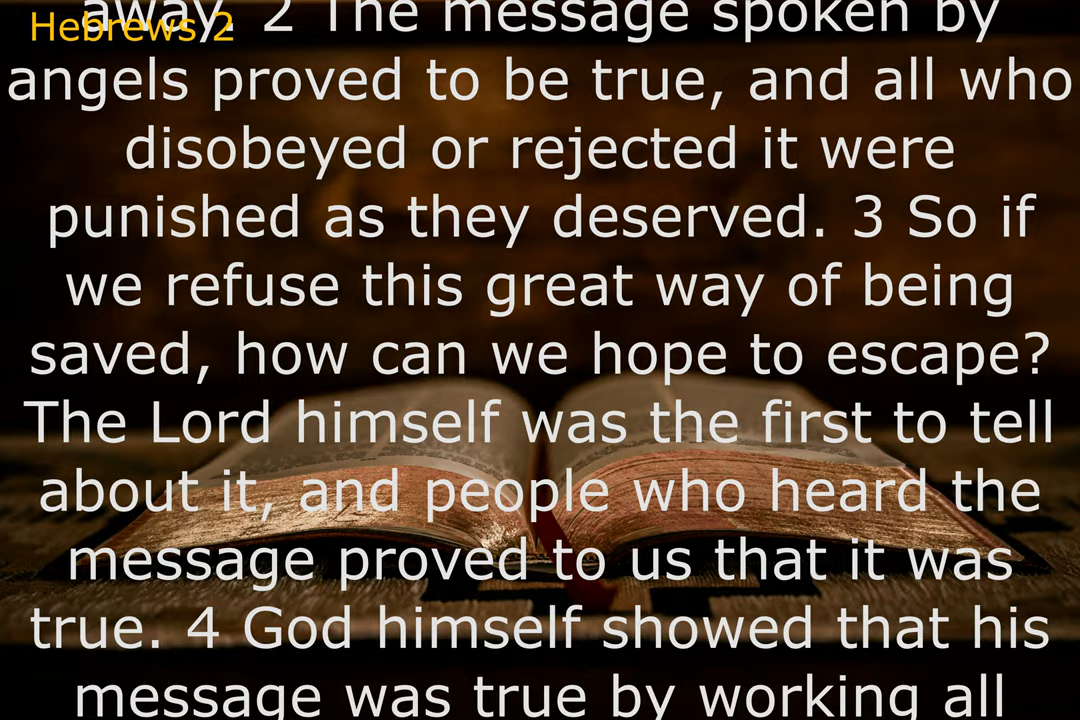 away. 2 The message spoken by
Hebrews 2
angels proved to be true, and all who
disobeyed or rejected it were
punished as they deserved. 3 So if
we refuse this great way of being
saved, how can we hope to escape?
The Lord himself was the first to tell
about it, and people who heard the
message proved to us that it was
true. 4 God himself showed that his
message was true by working all